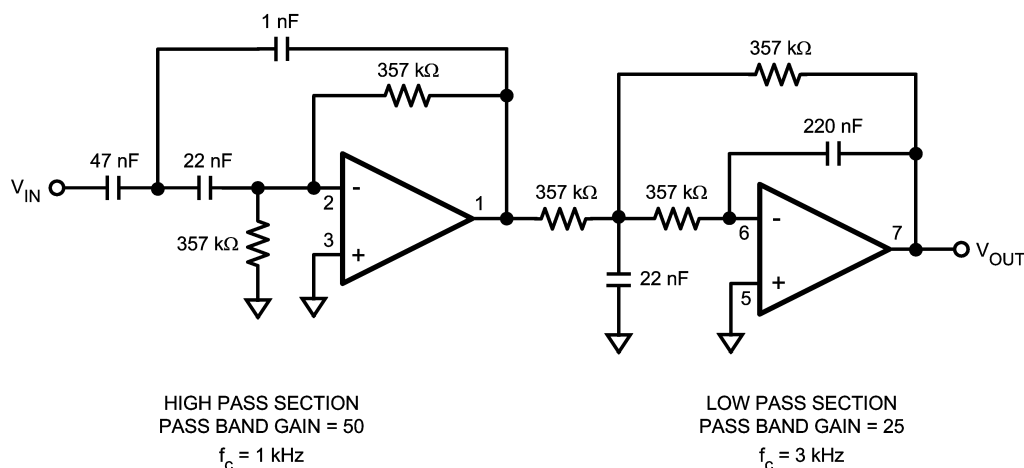 1 nF
357 kΩ
357 kΩ
220 nF
47 nF
22 nF
357 kΩ
357 kΩ
V_IN
-
2
1
-
6
7
V_OUT
357 kΩ
3
+
22 nF
5
+
HIGH PASS SECTION
PASS BAND GAIN = 50
f_c = 1 kHz
LOW PASS SECTION
PASS BAND GAIN = 25
f_c = 3 kHz